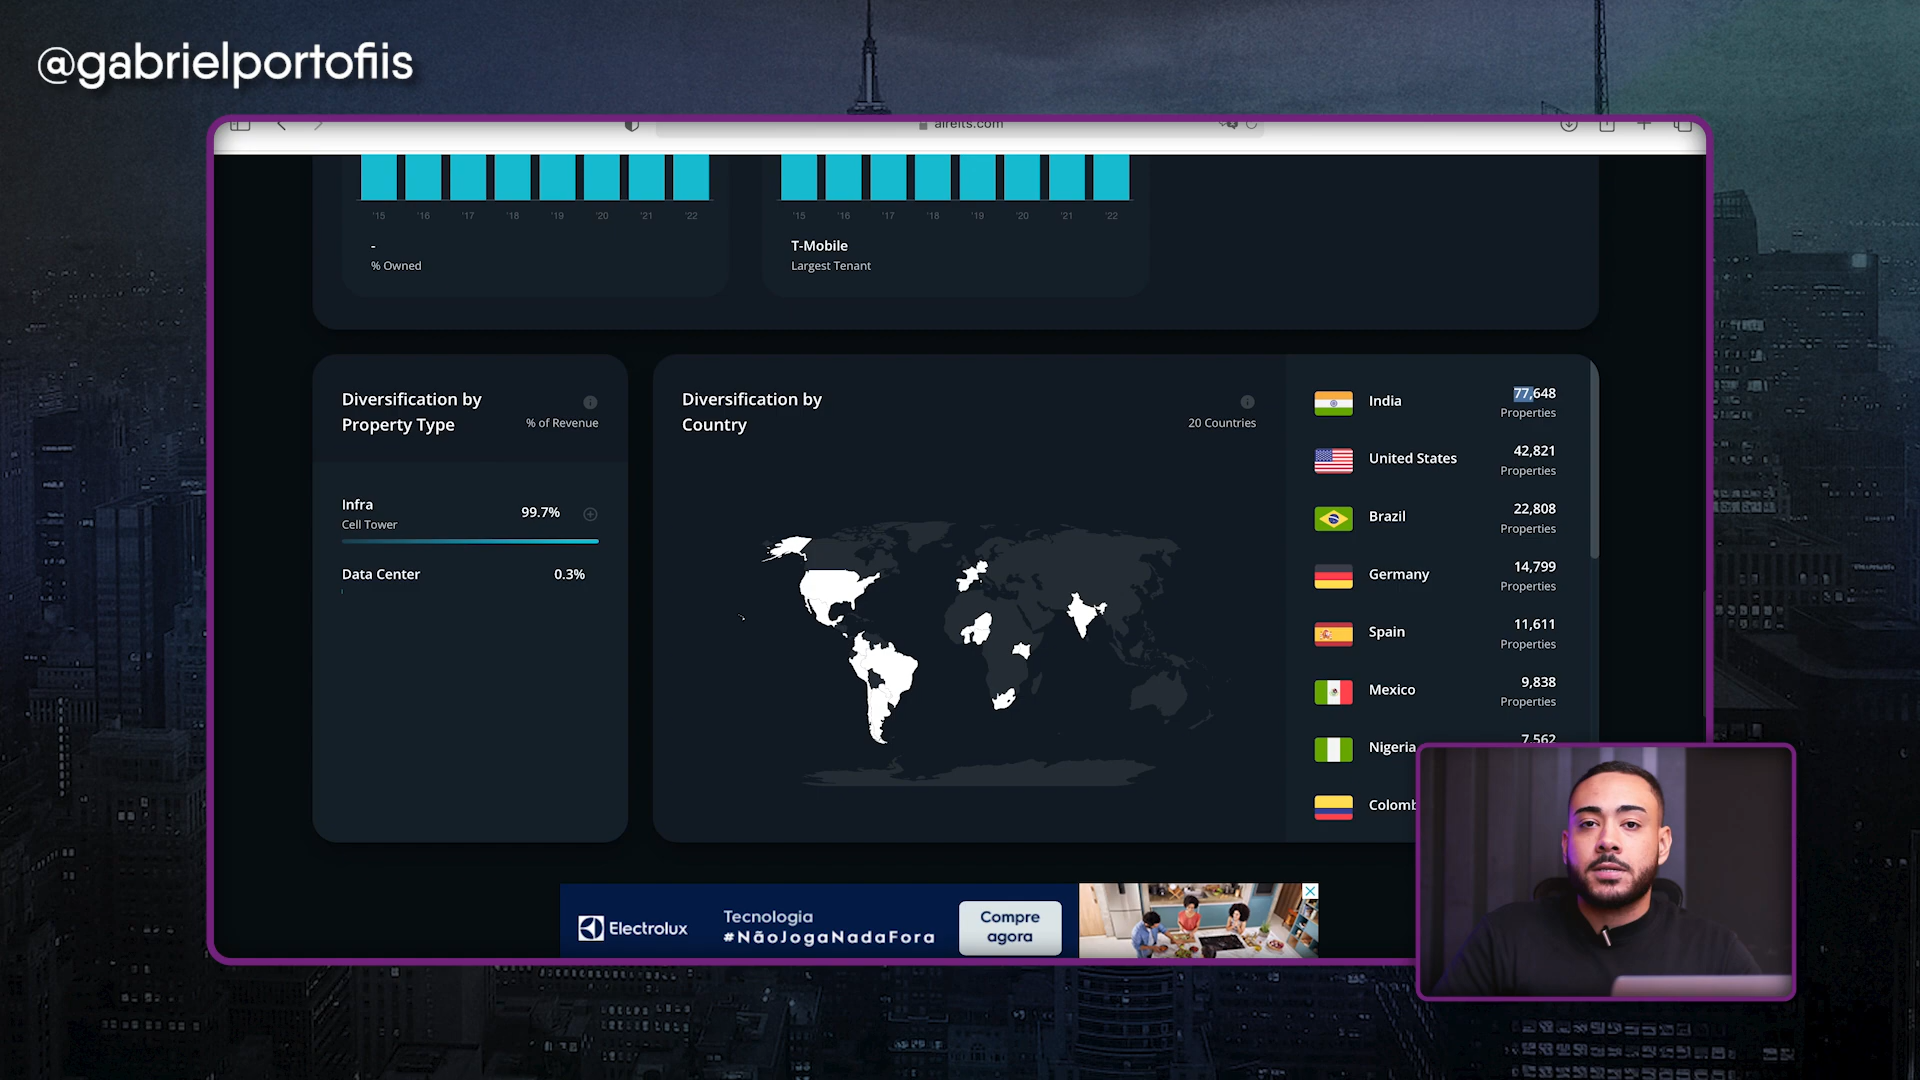 @gabrielportofiis
alreits.com
'15 '16 '17 '18 '19 '20 '21 '22
'15 '16 '17 '18 '19 '20 '21 '22
-
% Owned
T-Mobile
Largest Tenant
Diversification by
Property Type
% of Revenue
Infra
Cell Tower
99.7%
Data Center
0.3%
Diversification by
Country
20 Countries
India
77,648
Properties
United States
42,821
Properties
Brazil
22,808
Properties
Germany
14,799
Properties
Spain
11,611
Properties
Mexico
9,838
Properties
Nigeria
7,562
Colomb
Electrolux
Tecnologia
#NãoJogaNadaFora
Compre
agora